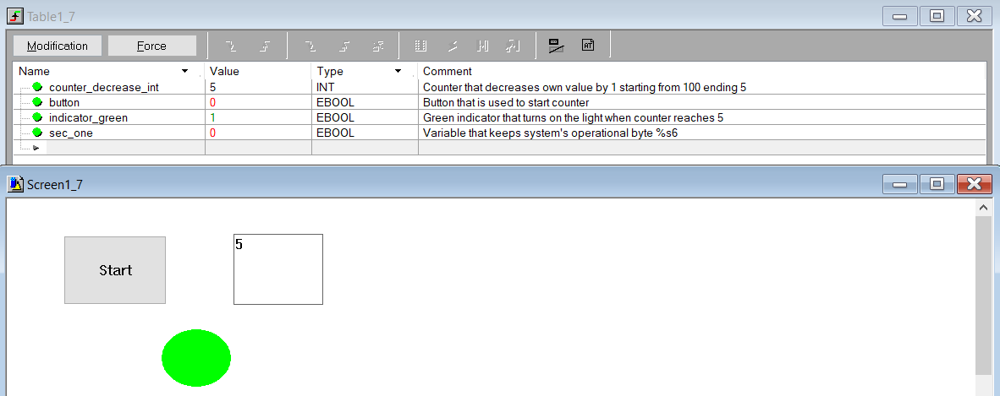 Table1_7
Modification Force
Name Value Type Comment
counter_decrease_int 5 INT Counter that decreases own value by 1 starting from 100 ending 5
button 0 EBOOL Button that is used to start counter
indicator_green 1 EBOOL Green indicator that turns on the light when counter reaches 5
sec_one 0 EBOOL Variable that keeps system's operational byte %s6
Screen1_7
5
Start